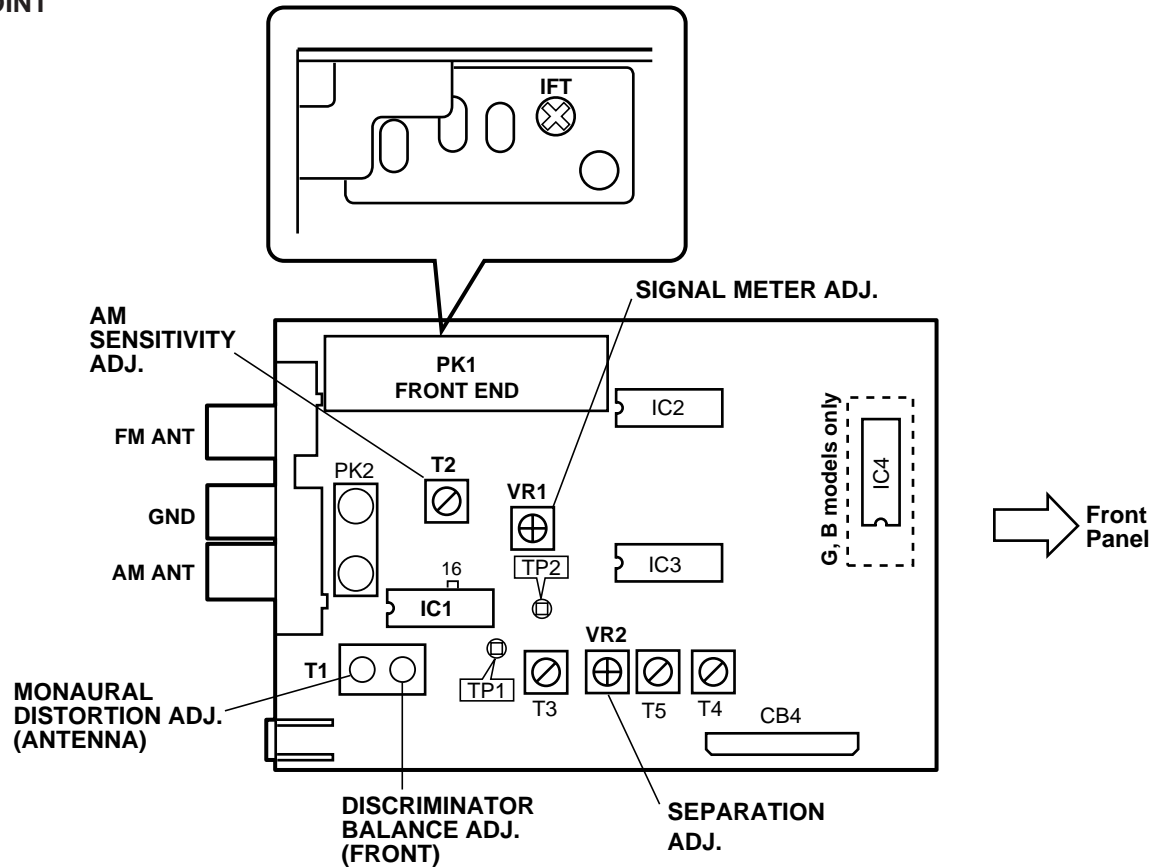 IFT
SIGNAL METER ADJ.
AM
SENSITIVITY
ADJ.
PK1
FRONT END
IC2
FM ANT
PK2
T2
VR1
G, B models only
IC4
GND
Front
Panel
AM ANT
16
TP2
IC3
IC1
VR2
T1
TP1
T3
T5
T4
MONAURAL
DISTORTION ADJ.
(ANTENNA)
CB4
DISCRIMINATOR
BALANCE ADJ.
(FRONT)
SEPARATION
ADJ.